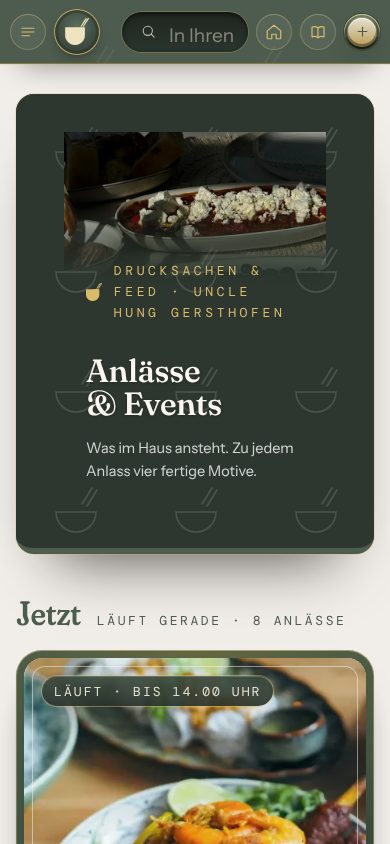 In Ihren
DRUCKSACHEN &
FEED · UNCLE
HUNG GERSTHOFEN
Anlässe
& Events
Was im Haus ansteht. Zu jedem
Anlass vier fertige Motive.
Jetzt LÄUFT GERADE · 8 ANLÄSSE
LÄUFT · BIS 14.00 UHR